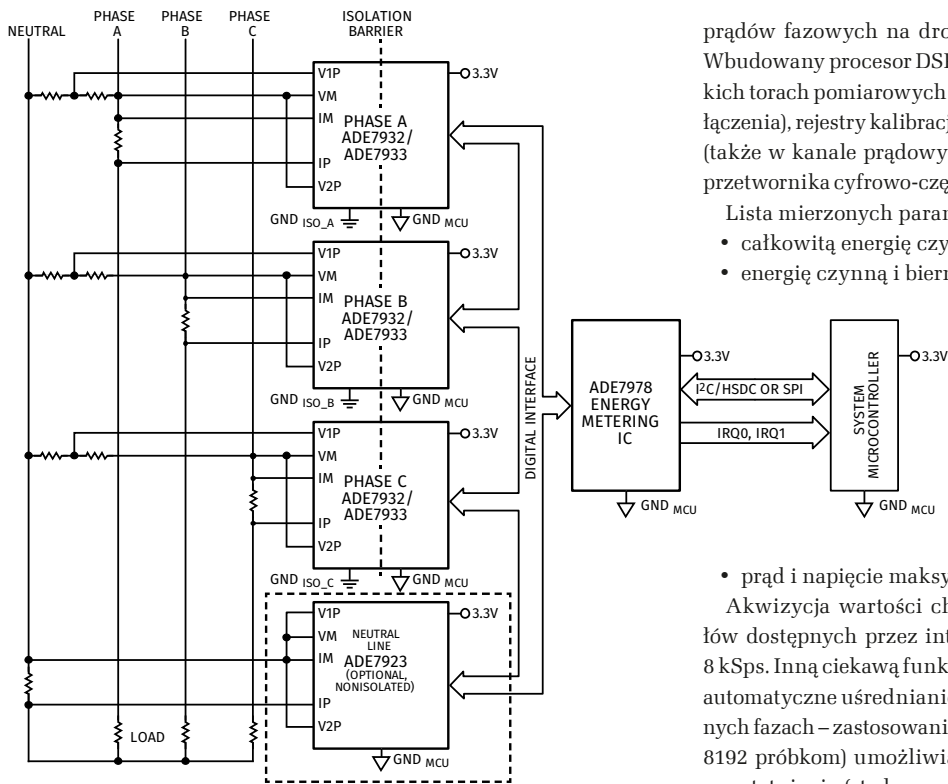 NEUTRAL
PHASE
A
PHASE
B
PHASE
C
ISOLATION
BARRIER
V1P
VM
IM
IP
V2P
PHASE A
ADE7932/
ADE7933
3.3V
GND ISO_A
GND MCU
V1P
VM
IM
IP
V2P
PHASE B
ADE7932/
ADE7933
3.3V
GND ISO_B
GND MCU
V1P
VM
IM
IP
V2P
PHASE C
ADE7932/
ADE7933
3.3V
GND ISO_C
GND MCU
V1P
VM
IM
IP
V2P
NEUTRAL
LINE
ADE7923
(OPTIONAL,
NONISOLATED)
3.3V
GND MCU
LOAD
DIGITAL INTERFACE
ADE7978
ENERGY
METERING
IC
3.3V
GND MCU
I²C/HSDC OR SPI
IRQ0, IRQ1
SYSTEM
MICROCONTROLLER
3.3V
GND MCU
prądów fazowych na dro
Wbudowany procesor DS
kich torach pomiarowych
łączenia), rejestry kalibracj
(także w kanale prądowy
przetwornika cyfrowo-czę
Lista mierzonych param
• całkowitą energię czy
• energię czynną i biern
• prąd i napięcie maksy
Akwizycja wartości ch
łów dostępnych przez int
8 kSps. Inną ciekawą funk
automatyczne uśrednianie
nych fazach – zastosowani
8192 próbkom) umożliwi